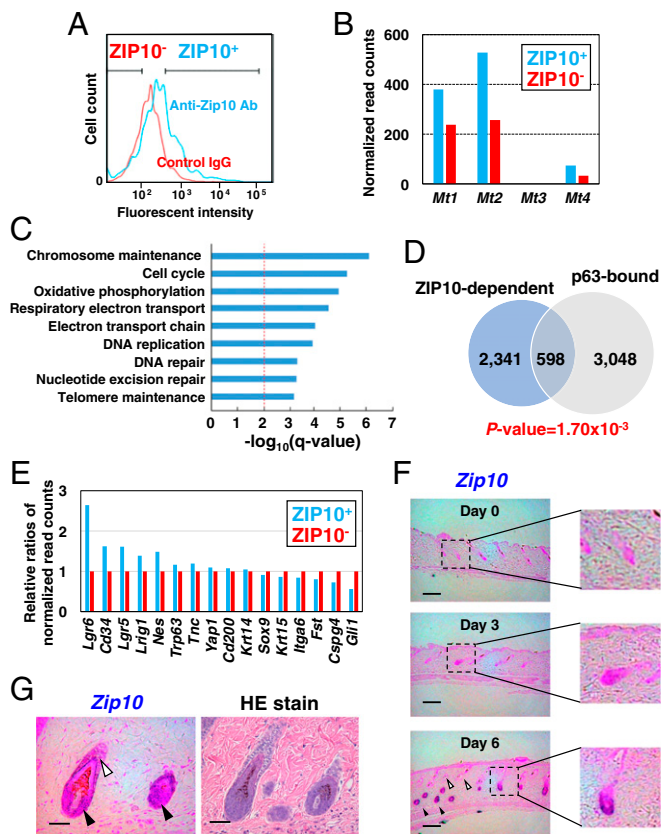 A
ZIP10⁻ ZIP10⁺
Anti-Zip10 Ab
Control IgG
Cell count
0
10² 10³ 10⁴ 10⁵
Fluorescent intensity
B
Normalized read counts
600
400
200
0
ZIP10⁺
ZIP10⁻
Mt1 Mt2 Mt3 Mt4
C
Chromosome maintenance
Cell cycle
Oxidative phosphorylation
Respiratory electron transport
Electron transport chain
DNA replication
DNA repair
Nucleotide excision repair
Telomere maintenance
0 1 2 3 4 5 6 7
-log₁₀(q-value)
D
p63-bound
ZIP10-dependent
2,341 598 3,048
P-value=1.70x10⁻³
E
Relative ratios of
normalized read counts
3
2
1
0
ZIP10⁺
ZIP10⁻
Lgr6 Cd34 Lgr5 Lrig1 Nes Trp63 Tnc Yap1 Cd200 Krt14 Sox9 Krt15 Itga6 Fst Cspg4 Gli1
F
Zip10
Day 0
Day 3
Day 6
G
Zip10 HE stain